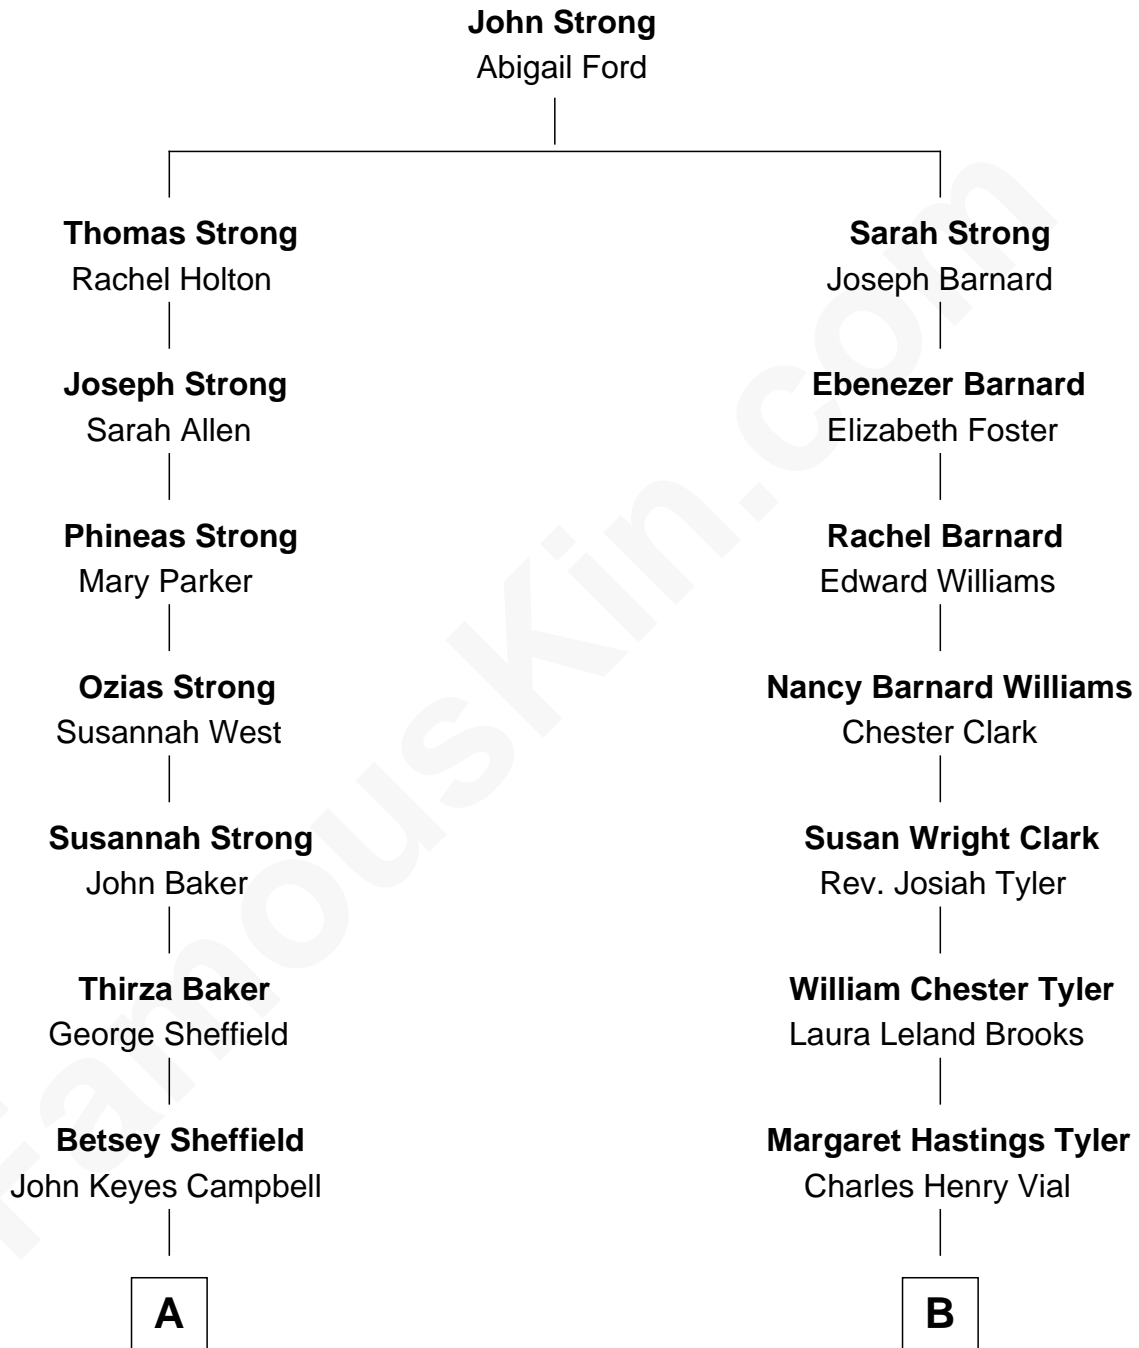 John Strong
Abigail Ford
Thomas Strong
Rachel Holton
Sarah Strong
Joseph Barnard
Joseph Strong
Sarah Allen
Ebenezer Barnard
Elizabeth Foster
Phineas Strong
Mary Parker
Rachel Barnard
Edward Williams
Ozias Strong
Susannah West
Nancy Barnard Williams
Chester Clark
Susannah Strong
John Baker
Susan Wright Clark
Rev. Josiah Tyler
Thirza Baker
George Sheffield
William Chester Tyler
Laura Leland Brooks
Betsey Sheffield
John Keyes Campbell
Margaret Hastings Tyler
Charles Henry Vial
A
B
FamousKin.com